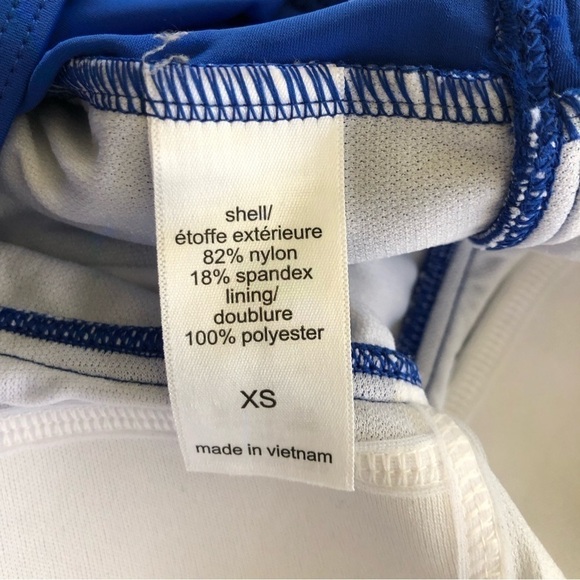 shell/
étoffe extérieure
82% nylon
18% spandex
lining/
doublure
100% polyester
XS
made in vietnam